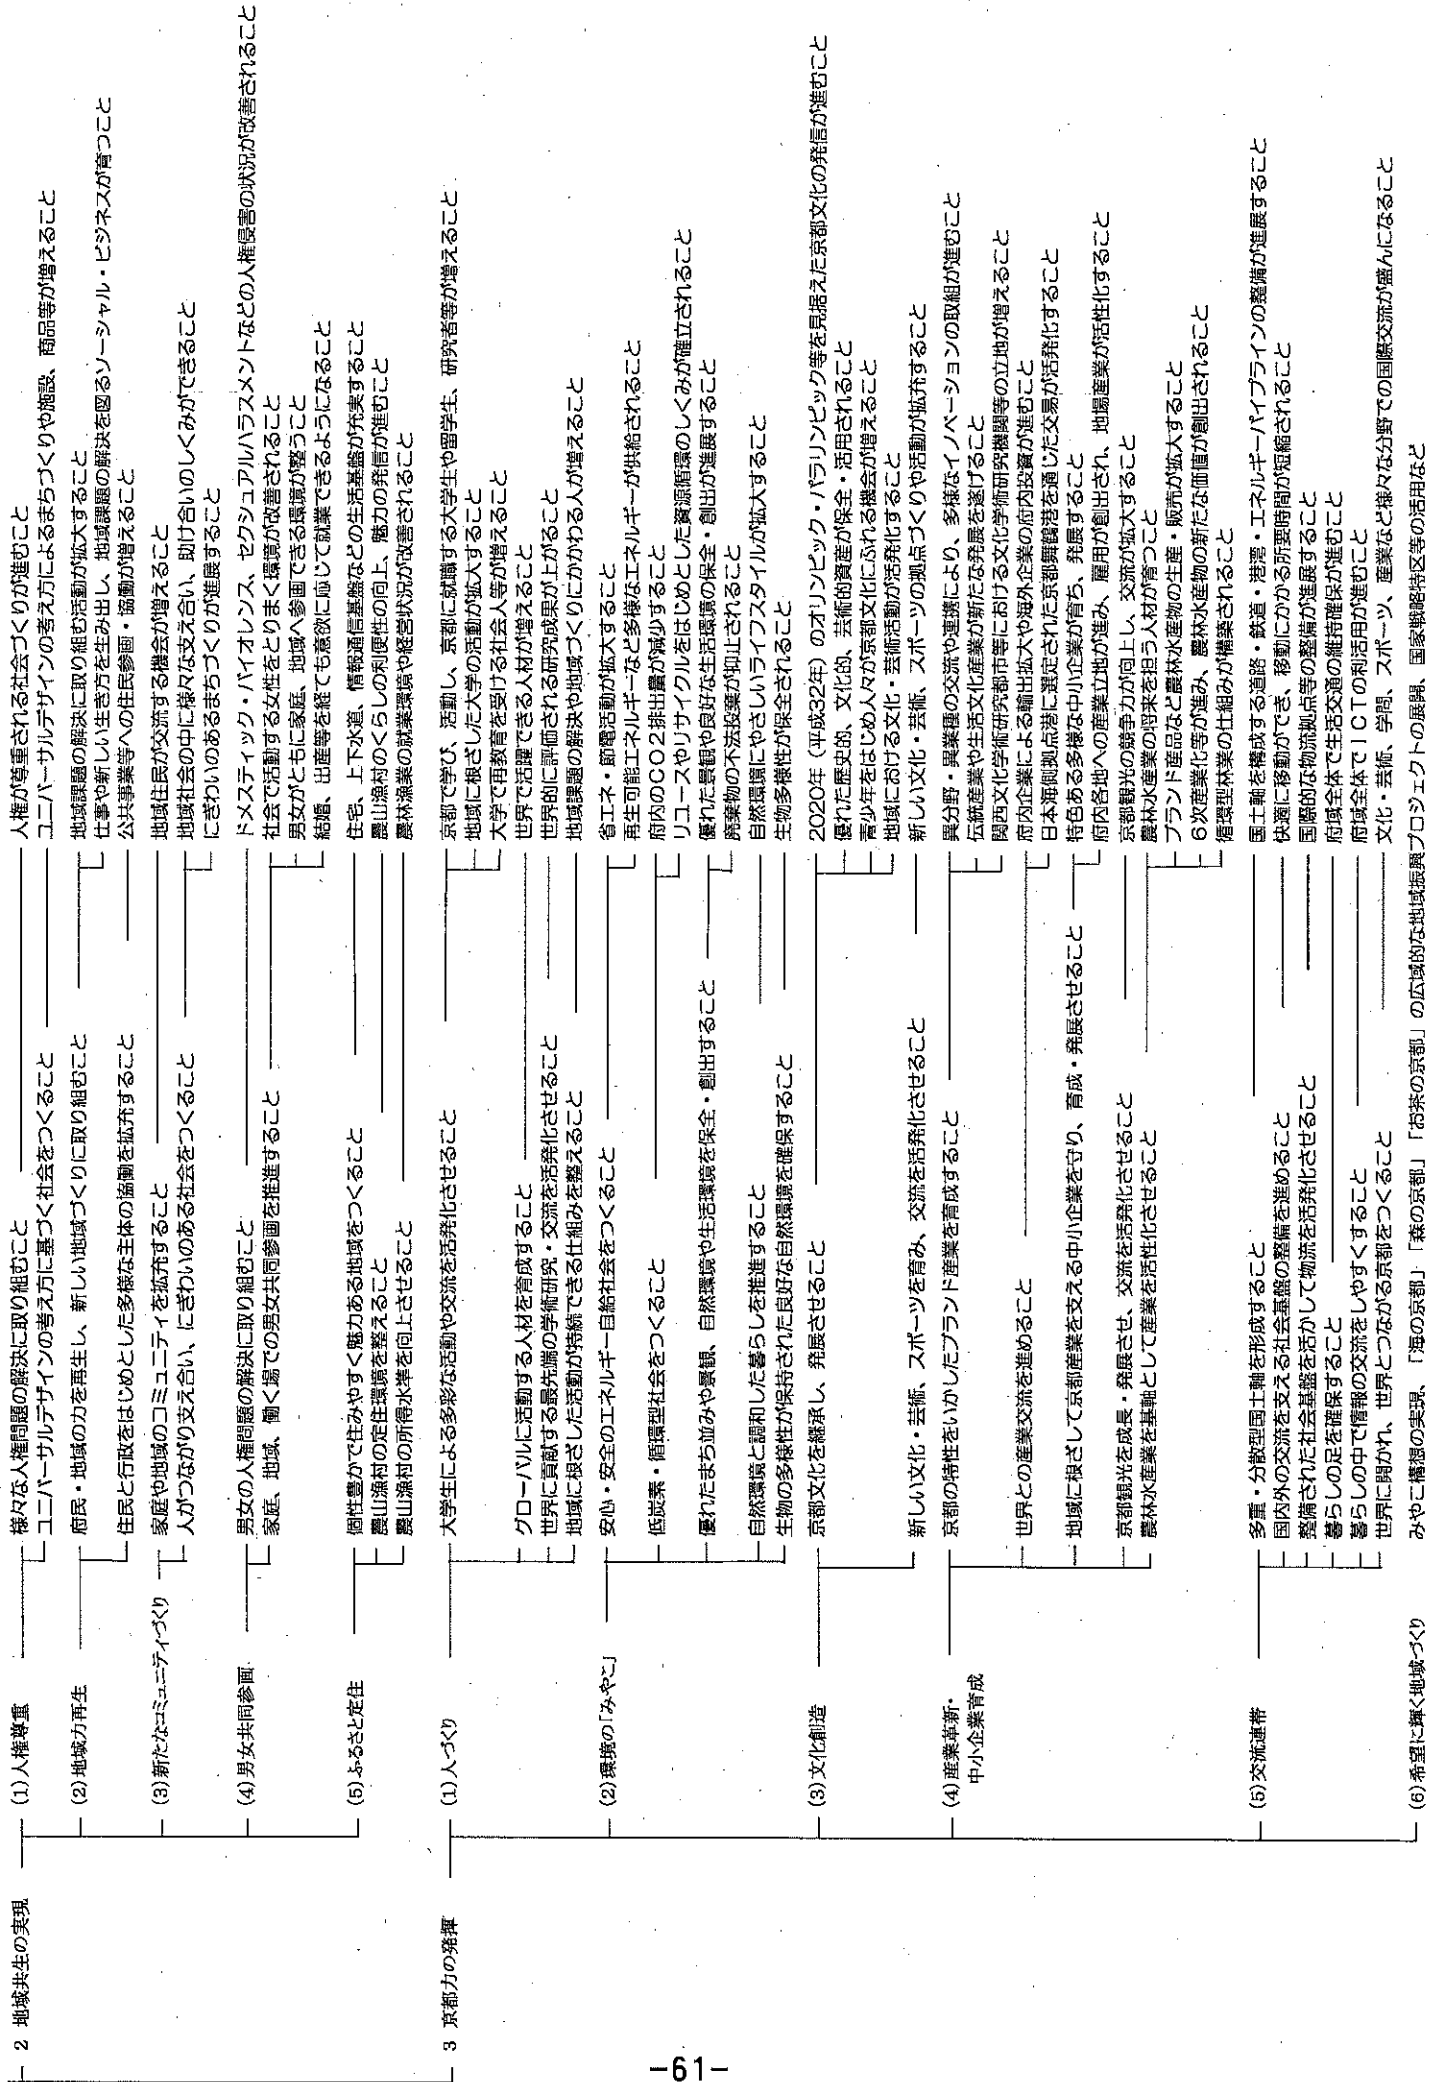 2 地域共生の実現
(1)人権尊重
様々な人権問題の解決に取り組むこと
人権が尊重される社会づくりが進むこと
ユニバーサルデザインの考え方に基づく社会をつくること
ユニバーサルデザインの考え方によるまちづくりや施設、商品等が増えること
(2)地域力再生
府民・地域の力を再生し、新しい地域づくりに取り組むこと
地域課題の解決に取り組む活動が拡大すること
仕事や新しい生き方を生み出し、地域課題の解決を図るソーシャル・ビジネスが育つこと
住民と行政をはじめとした多様な主体の協働を拡充すること
公共事業等への住民参画・協働が増えること
(3)新たなコミュニティづくり
家庭や地域のコミュニティを拡充すること
地域住民が交流する機会が増えること
人がつながり支え合い、にぎわいのある社会をつくること
地域社会の中に様々な支え合い、助け合いのしくみができること
にぎわいのあるまちづくりが進展すること
(4)男女共同参画
男女の人権問題の解決に取り組むこと
ドメスティック・バイオレンス、セクシュアルハラスメントなどの人権侵害の状況が改善されること
家庭、地域、働く場での男女共同参画を推進すること
社会で活動する女性をとりまく環境が改善されること
男女がともに家庭、地域へ参画できる環境が整うこと
結婚、出産等を経ても意欲に応じて就業できるようになること
(5)ふるさと定住
個性豊かで住みやすく魅力ある地域をつくること
住宅、上下水道、情報通信基盤などの生活基盤が充実すること
農山漁村の定住環境を整えること
農山漁村のくらしの利便性の向上、魅力の発信が進むこと
農山漁村の所得水準を向上させること
農林漁業の就業環境や経営状況が改善されること
3 京都力の発揮
(1)人づくり
大学生による多彩な活動や交流を活発化させること
京都で学び、活動し、京都に就職する大学生や留学生、研究者等が増えること
地域に根ざした大学の活動が拡大すること
大学で再教育を受ける社会人等が増えること
グローバルに活動する人材を育成すること
世界で活躍できる人材が増えること
世界に貢献する最先端の学術研究・交流を活発化させること
世界的に評価される研究成果が上がること
地域に根ざした活動が持続できる仕組みを整えること
地域課題の解決や地域づくりにかかわる人が増えること
(2)環境の「みやこ」
安心・安全のエネルギー自給社会をつくること
省エネ・節電活動が拡大すること
再生可能エネルギーなど多様なエネルギーが供給されること
低炭素・循環型社会をつくること
府内のCO2排出量が減少すること
リユースやリサイクルをはじめとした資源循環のしくみが確立されること
優れたまち並みや景観、自然環境や生活環境を保全・創出すること
優れた景観や良好な生活環境の保全・創出が進展すること
廃棄物の不法投棄が抑止されること
自然環境と調和した暮らしを推進すること
自然環境にやさしいライフスタイルが拡大すること
生物の多様性が保持された良好な自然環境を確保すること
生物多様性が保全されること
(3)文化創造
京都文化を継承し、発展させること
2020年(平成32年)のオリンピック・パラリンピック等を見据えた京都文化の発信が進むこと
優れた歴史的、文化的、芸術的資産が保全・活用されること
青少年をはじめ人々が京都文化にふれる機会が増えること
地域における文化・芸術活動が活発化すること
新しい文化・芸術、スポーツを育み、交流を活発化させること
新しい文化・芸術、スポーツの拠点づくりや活動が拡充すること
(4)産業革新・
中小企業育成
京都の特性をいかしたブランド産業を育成すること
異分野・異業種の交流や連携により、多様なイノベーションの取組が進むこと
伝統産業や生活文化産業が新たな発展を遂げること
関西文化学術研究都市等における文化学術研究機関等の立地が増えること
世界との産業交流を進めること
府内企業による輸出拡大や海外企業の府内投資が進むこと
日本海側拠点港に選定された京都舞鶴港を通じた交易が活発化すること
地域に根ざして京都産業を支える中小企業を守り、育成・発展させること
特色ある多様な中小企業が育ち、発展すること
府内各地への産業立地が進み、雇用が創出され、地場産業が活性化すること
京都観光を成長・発展させ、交流を活発化させること
京都観光の競争力が向上し、交流が拡大すること
農林水産業を基軸として産業を活性化させること
農林水産業の将来を担う人材が育つこと
ブランド産品など農林水産物の生産・販売が拡大すること
6次産業化等が進み、農林水産物の新たな価値が創出されること
循環型林業の仕組みが構築されること
(5)交流連帯
多重・分散型国土軸を形成すること
国土軸を構成する道路・鉄道・港湾・エネルギーパイプラインの整備が進展すること
国内外の交流を支える社会基盤の整備を進めること
快適に移動ができ、移動にかかる所要時間が短縮されること
整備された社会基盤を活かして物流を活発化させること
国際的な物流拠点等の整備が進展すること
暮らしの足を確保すること
府域全体で生活交通の維持確保が進むこと
暮らしの中で情報の交流をしやすくすること
府域全体でICTの利活用が進むこと
世界に開かれ、世界とつながる京都をつくること
文化・芸術、学問、スポーツ、産業など様々な分野での国際交流が盛んになること
(6)希望に輝く地域づくり
みやこ構想の実現、「海の京都」「森の京都」「お茶の京都」の広域的な地域振興プロジェクトの展開、国家戦略特区等の活用など
-61-